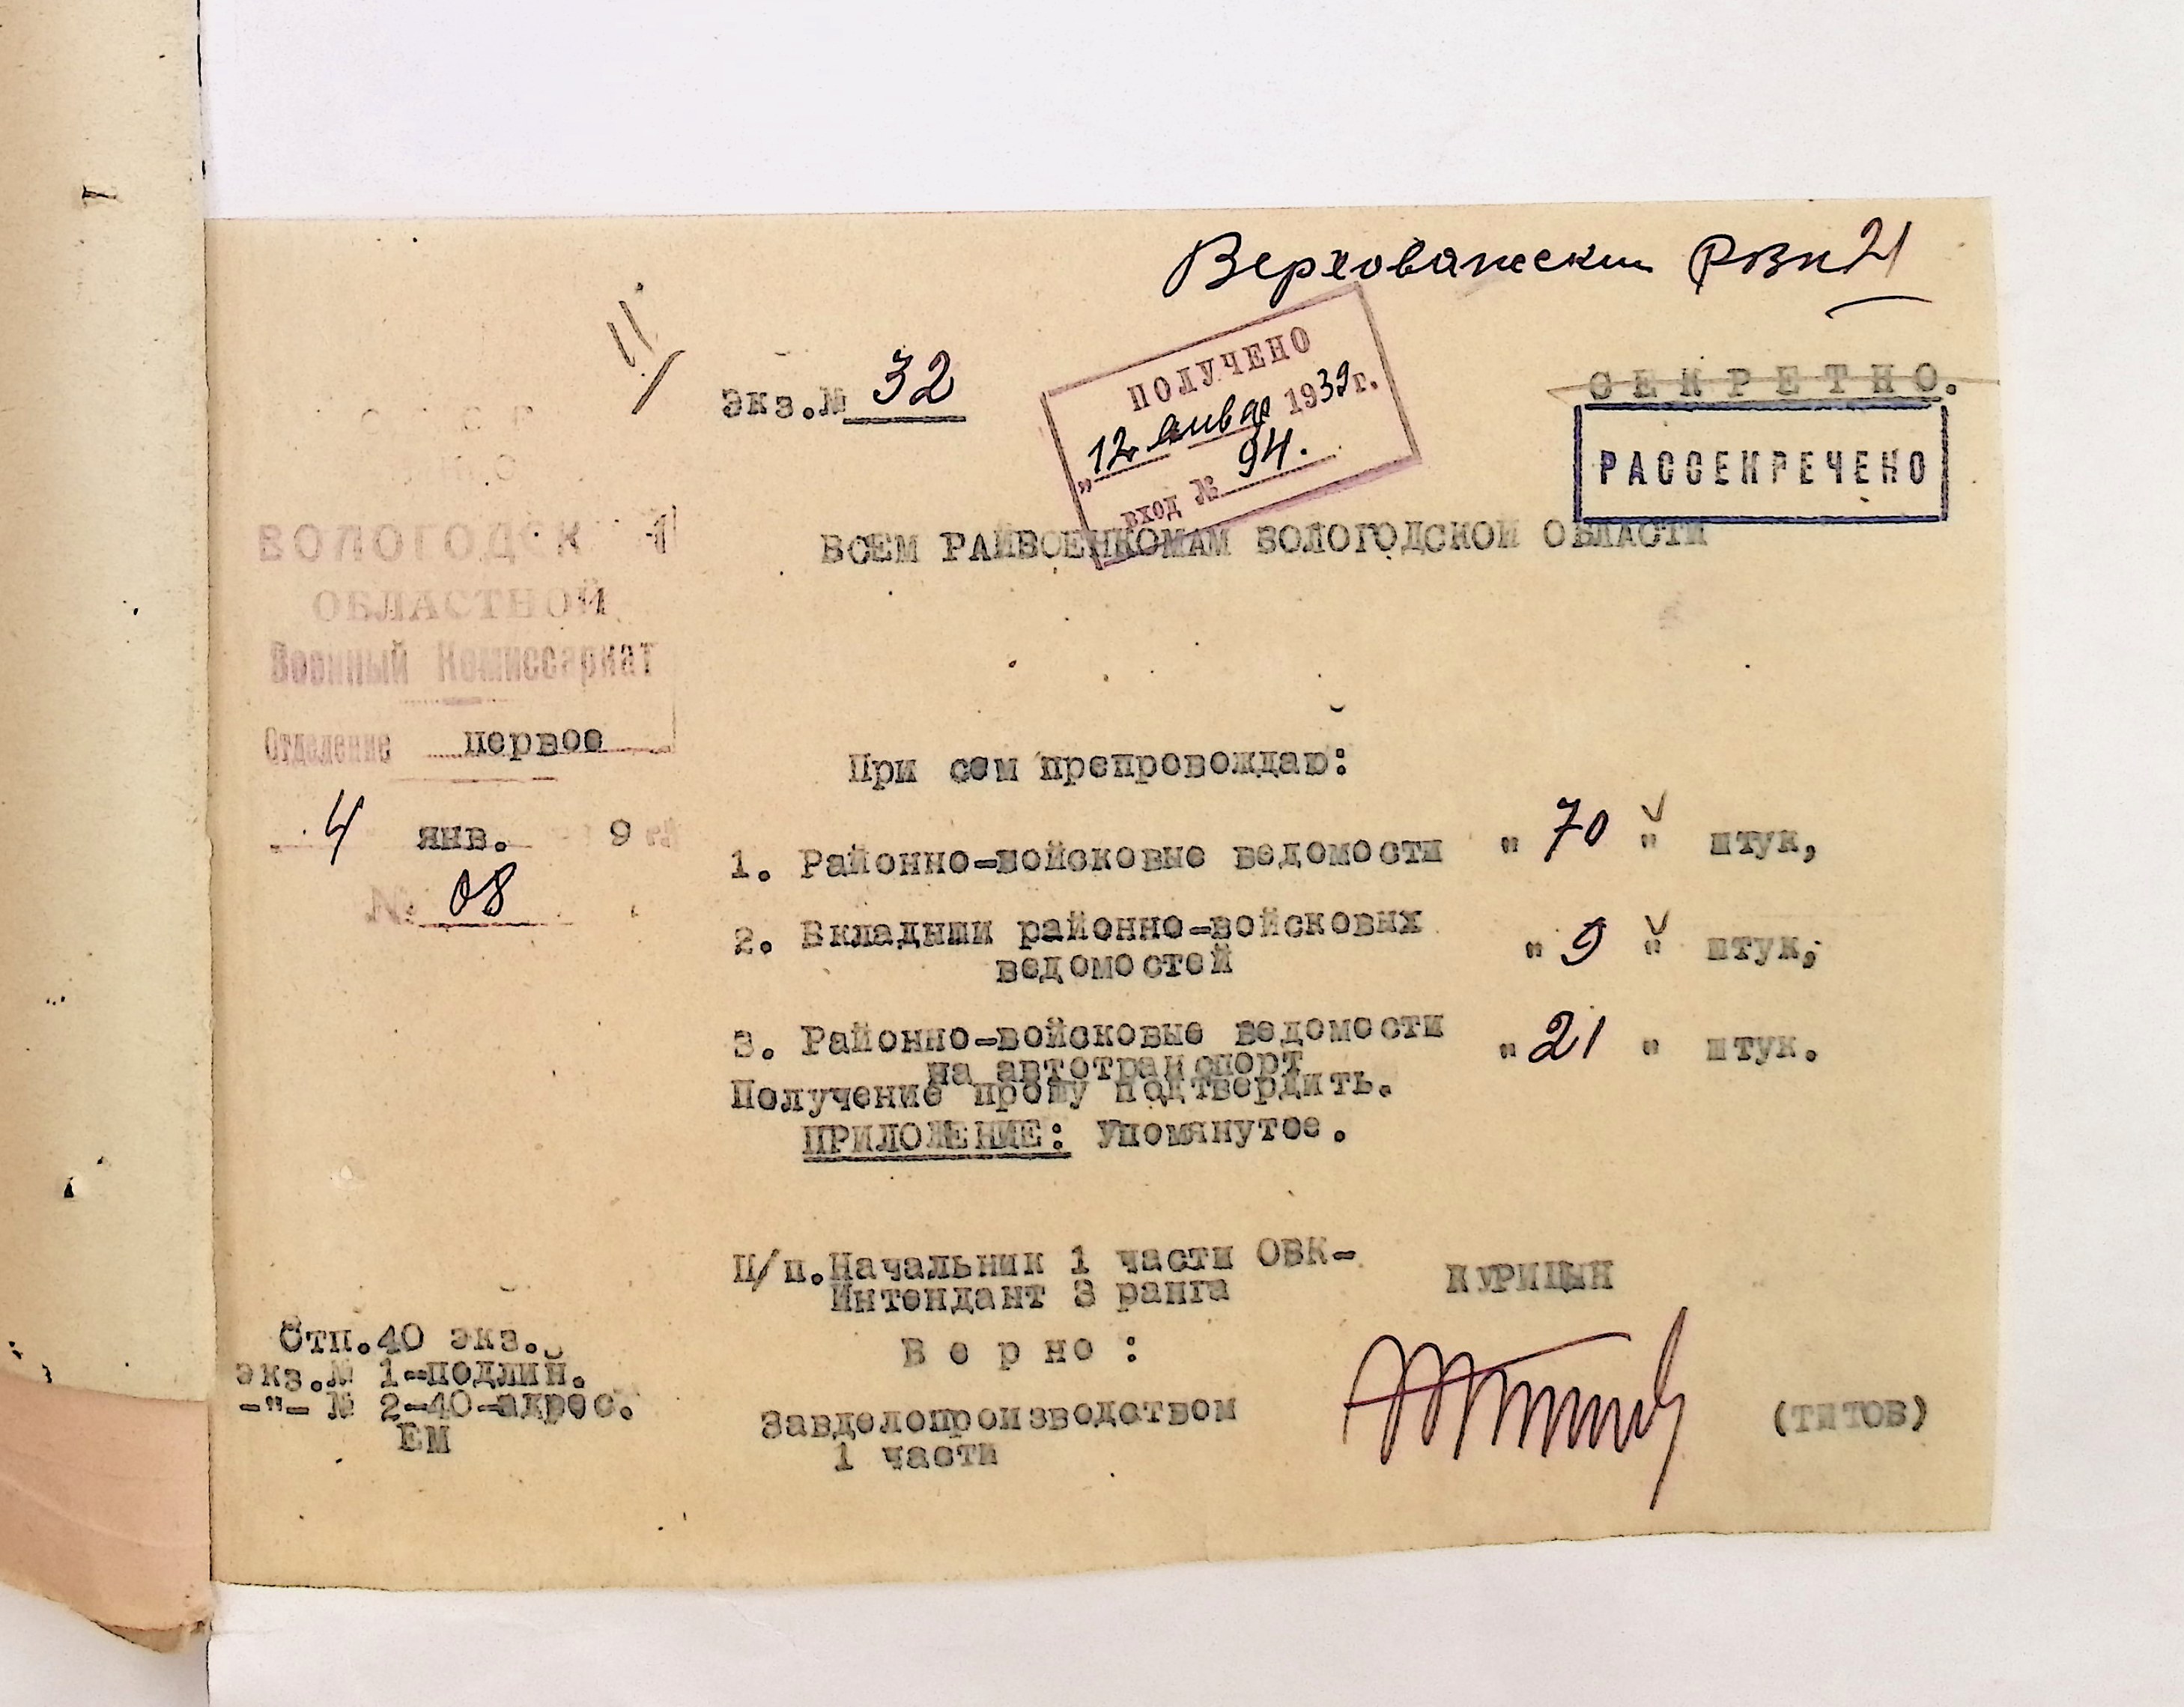 Верховажский РВК 21
11
экз.№ 32
ПОЛУЧЕНО
"12" январ 1939 г.
вход № 94.
СЕКРЕТНО.
РАССЕКРЕЧЕНО
ВОЛОГОДСКИЙ
ОБЛАСТНОЙ
Военный Комиссариат
Отделение первое
4 янв. 9
№ 08
ВСЕМ РАЙВОЕНКОМАМ ВОЛОГОДСКОЙ ОБЛАСТИ
При сем препровождаю:
1. Районно-войсковые ведомости " 70 " штук,
2. Вкладыши районно-войсковых
ведомостей " 9 " штук,
3. Районно-войсковые ведомости " 21 " штук.
на автотранспорт
Получение прошу подтвердить.
ПРИЛОЖЕНИЕ: Упомянутое.
П/п.Начальник 1 части ОВК-
Интендант 3 ранга КУРИЦЫН
Верно:
Завделопроизводством
1 части (ТИТОВ)
Отп.40 экз.
экз.№ 1-подлин.
-"- № 2-40-адрес.
ЕМ